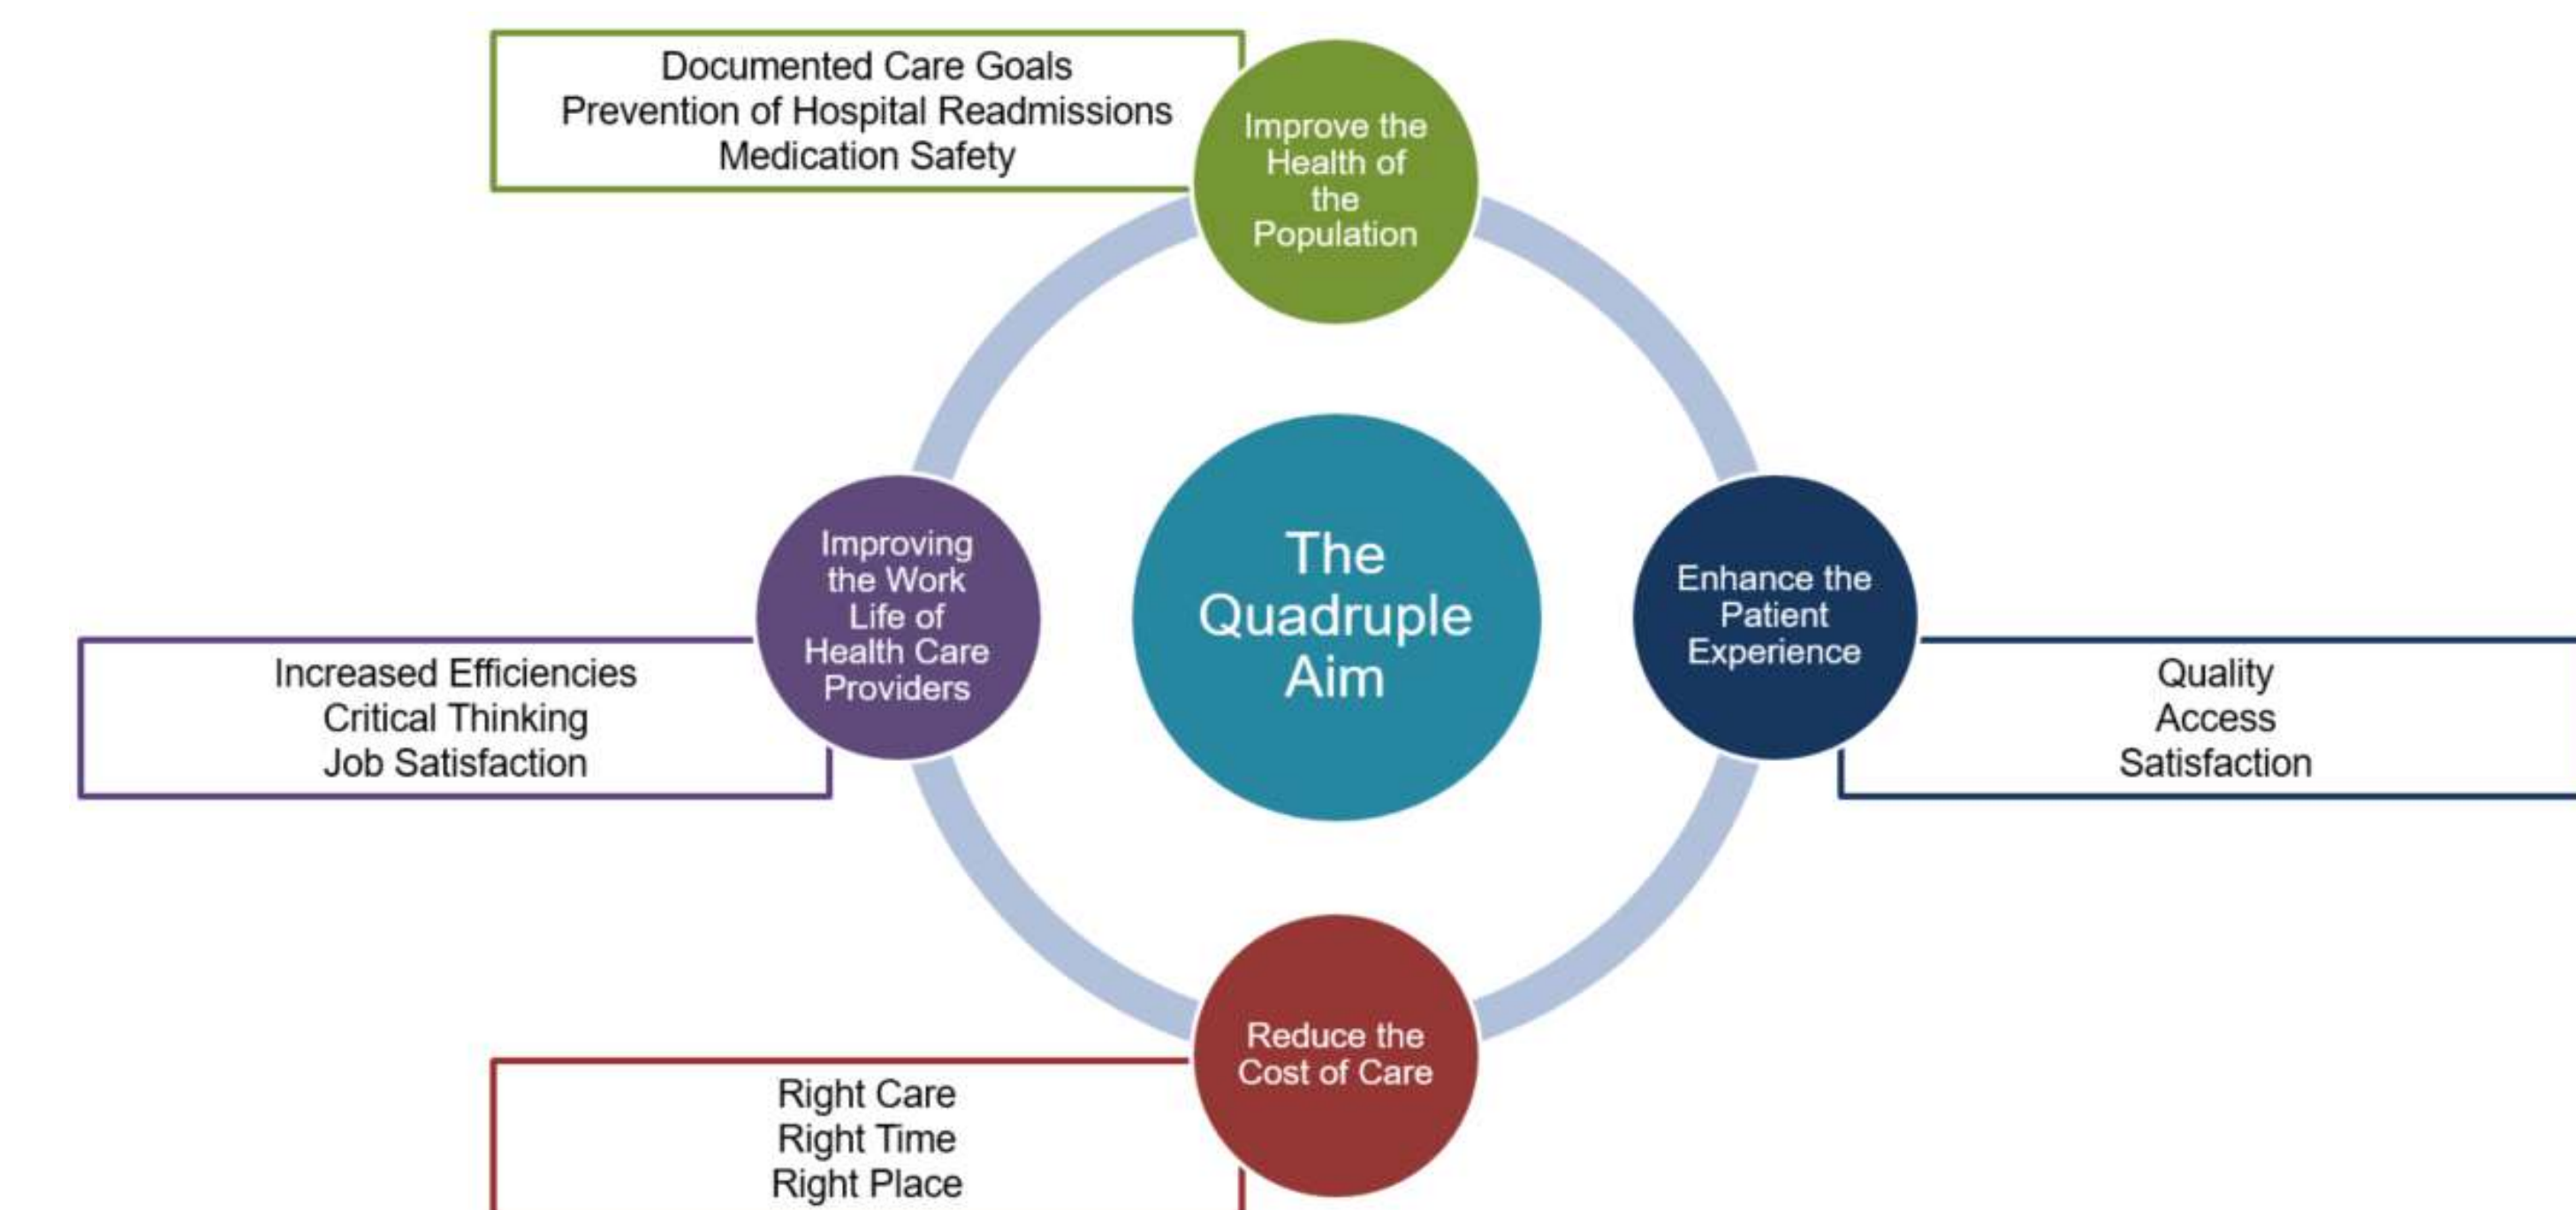 Documented Care Goals
Prevention of Hospital Readmissions
Medication Safety
Improve the
Health of
the
Population
Improving
the Work
Life of
Health Care
Providers
Increased Efficiencies
Critical Thinking
Job Satisfaction
The
Quadruple
Aim
Enhance the
Patient
Experience
Quality
Access
Satisfaction
Reduce the
Cost of Care
Right Care
Right Time
Right Place